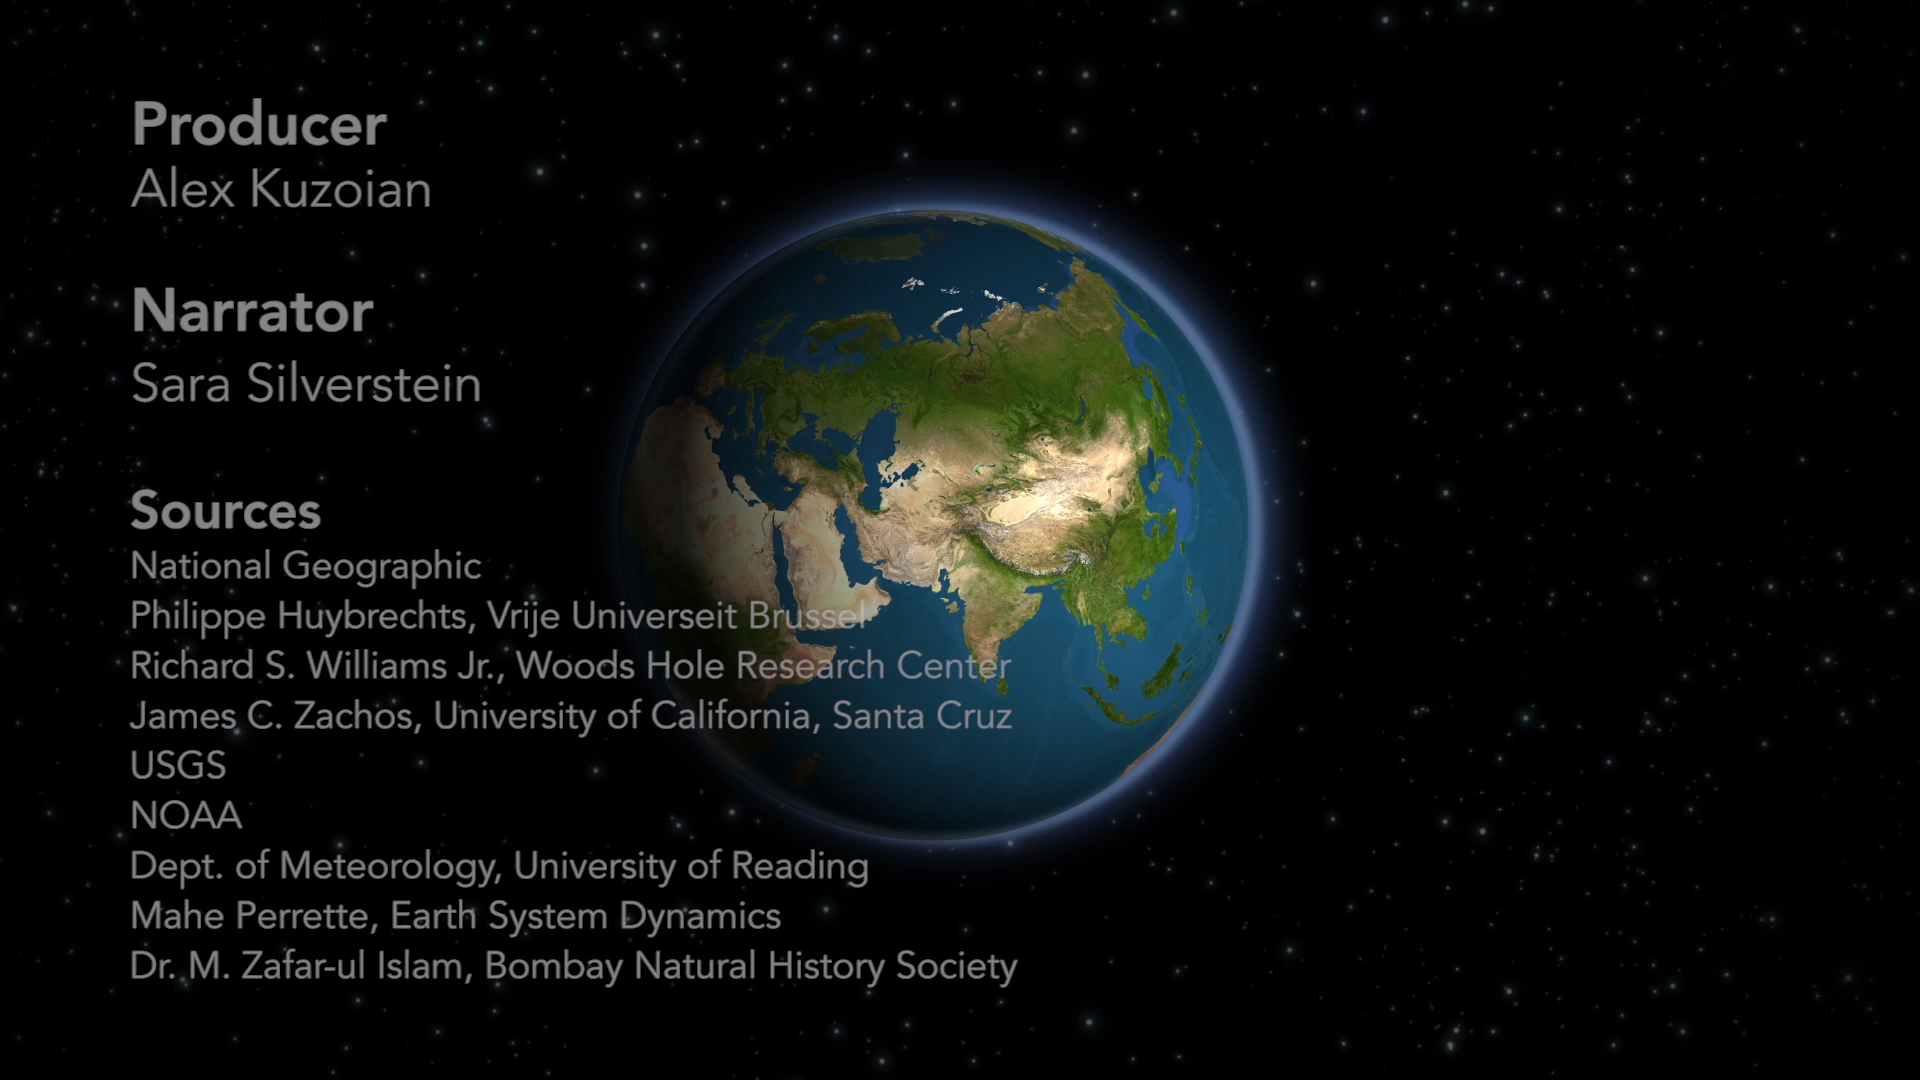 Producer
Alex Kuzoian
Narrator
Sara Silverstein
Sources
National Geographic
Philippe Huybrechts, Vrije Universeit Brussel
Richard S. Williams Jr., Woods Hole Research Center
James C. Zachos, University of California, Santa Cruz
USGS
NOAA
Dept. of Meteorology, University of Reading
Mahe Perrette, Earth System Dynamics
Dr. M. Zafar-ul Islam, Bombay Natural History Society